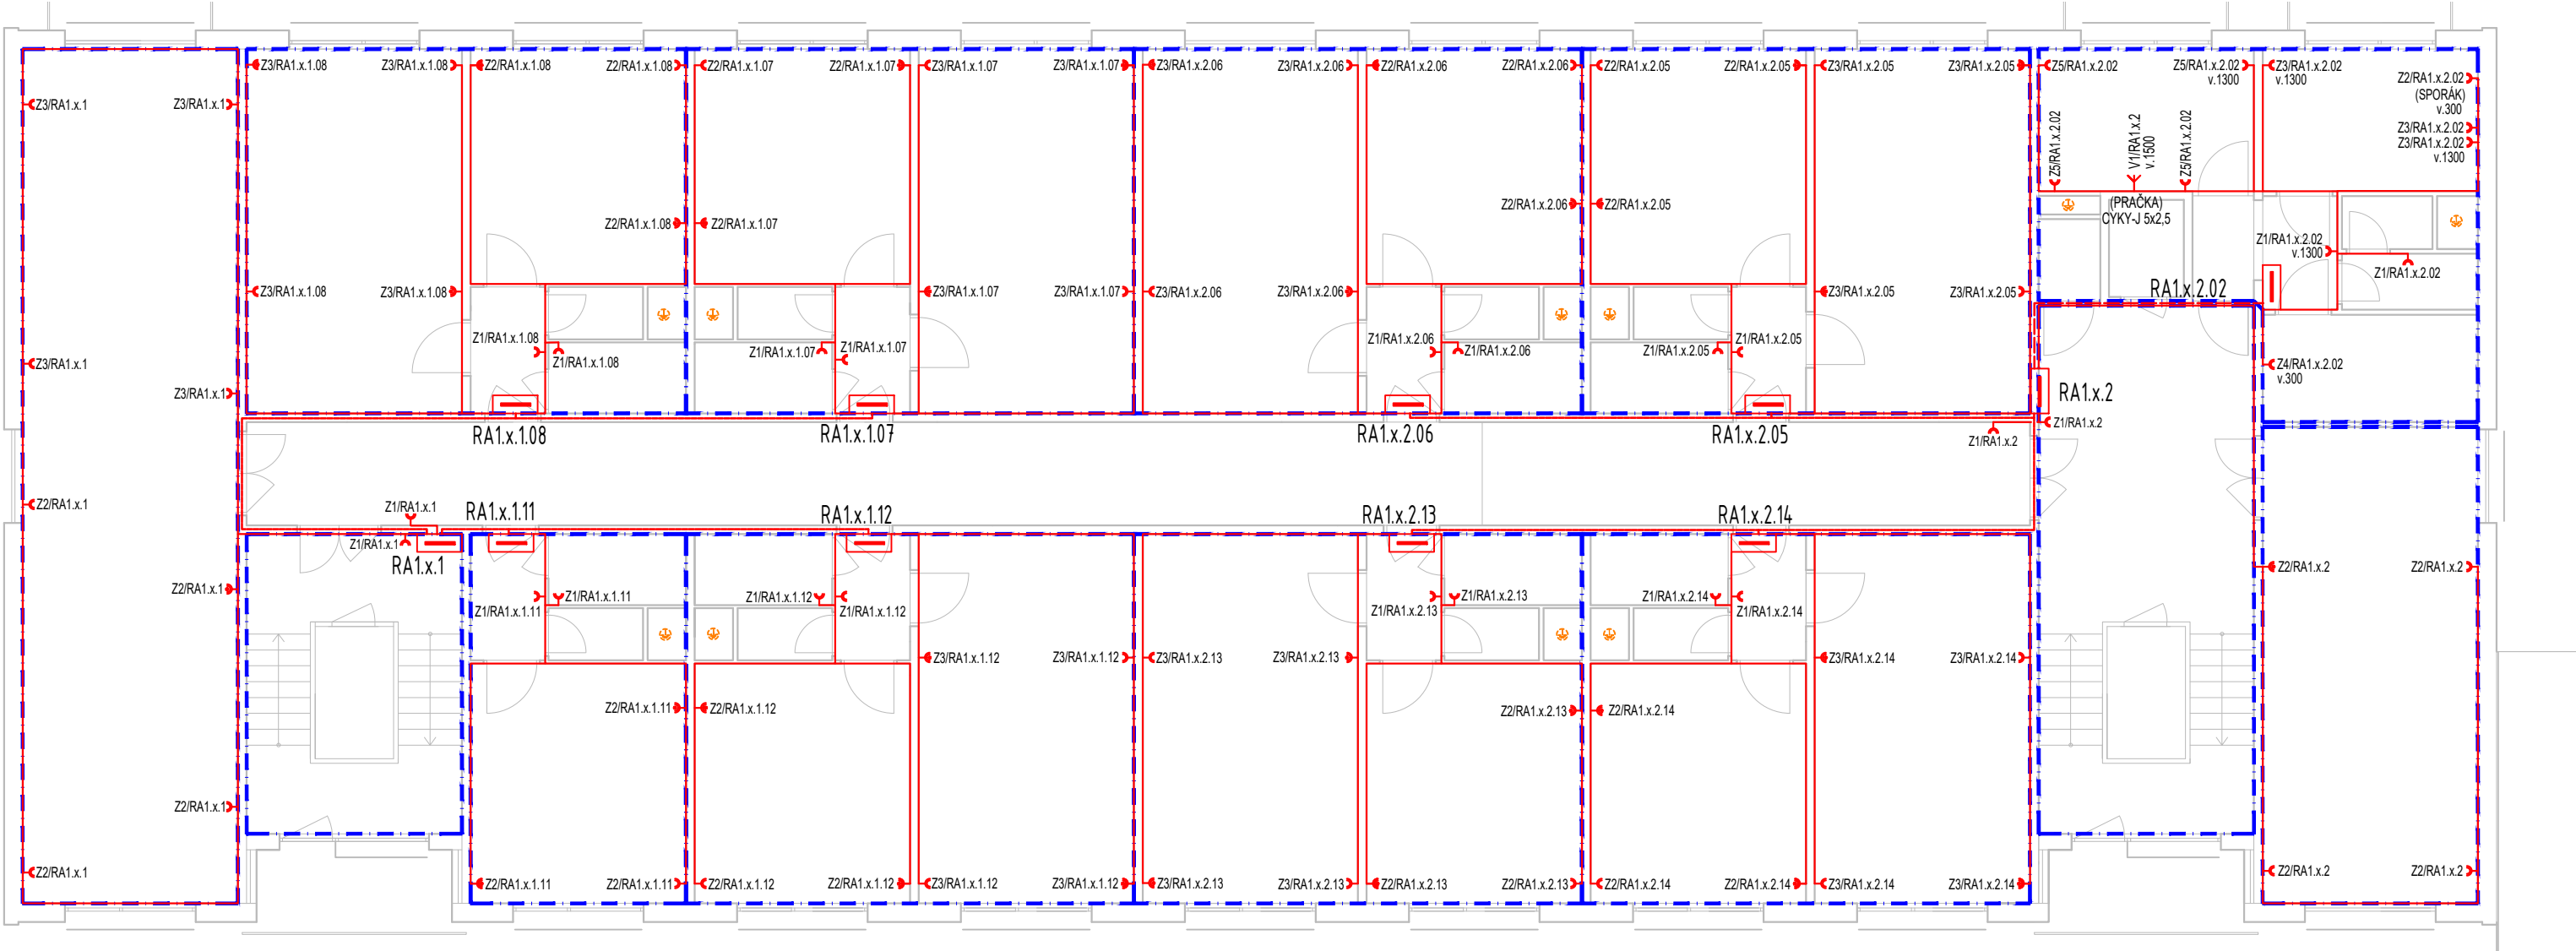 Z3/RA1.x.1.08
Z3/RA1.x.1.08
Z2/RA1.x.1.08
Z2/RA1.x.1.08
Z2/RA1.x.1.07
Z2/RA1.x.1.07
Z3/RA1.x.1.07
Z3/RA1.x.1.07
Z3/RA1.x.2.06
Z3/RA1.x.2.06
Z2/RA1.x.2.06
Z2/RA1.x.2.06
Z2/RA1.x.2.05
Z2/RA1.x.2.05
Z3/RA1.x.2.05
Z3/RA1.x.2.05
Z5/RA1.x.2.02
Z5/RA1.x.2.02
v.1300
Z3/RA1.x.2.02
v.1300
Z2/RA1.x.2.02
(SPORÁK)
v.300
Z3/RA1.x.2.02
Z3/RA1.x.2.02
v.1300
Z3/RA1.x.1
Z3/RA1.x.1
Z5/RA1.x.2.02
V1/RA1.x.2
v.1500
Z5/RA1.x.2.02
(PRAČKA)
CYKY-J 5x2,5
Z2/RA1.x.1.08
Z2/RA1.x.1.07
Z2/RA1.x.2.06
Z2/RA1.x.2.05
Z1/RA1.x.2.02
v.1300
Z1/RA1.x.2.02
RA1.x.2.02
Z3/RA1.x.1.08
Z3/RA1.x.1.08
Z3/RA1.x.1.07
Z3/RA1.x.1.07
Z3/RA1.x.2.06
Z3/RA1.x.2.06
Z3/RA1.x.2.05
Z3/RA1.x.2.05
Z1/RA1.x.1.08
Z1/RA1.x.1.08
Z1/RA1.x.1.07
Z1/RA1.x.1.07
Z1/RA1.x.2.06
Z1/RA1.x.2.06
Z1/RA1.x.2.05
Z1/RA1.x.2.05
Z4/RA1.x.2.02
v.300
Z3/RA1.x.1
Z3/RA1.x.1
RA1.x.2
Z1/RA1.x.2
Z1/RA1.x.2
RA1.x.1.08
RA1.x.1.07
RA1.x.2.06
RA1.x.2.05
Z2/RA1.x.1
Z1/RA1.x.1
RA1.x.1.11
RA1.x.1.12
RA1.x.2.13
RA1.x.2.14
Z1/RA1.x.1
RA1.x.1
Z2/RA1.x.1
Z1/RA1.x.1.11
Z1/RA1.x.1.11
Z1/RA1.x.1.12
Z1/RA1.x.1.12
Z1/RA1.x.2.13
Z1/RA1.x.2.13
Z1/RA1.x.2.14
Z1/RA1.x.2.14
Z2/RA1.x.2
Z2/RA1.x.2
Z3/RA1.x.1.12
Z3/RA1.x.1.12
Z3/RA1.x.2.13
Z3/RA1.x.2.13
Z3/RA1.x.2.14
Z3/RA1.x.2.14
Z2/RA1.x.1.11
Z2/RA1.x.1.12
Z2/RA1.x.2.13
Z2/RA1.x.2.14
Z2/RA1.x.1
Z2/RA1.x.1
Z2/RA1.x.1.11
Z2/RA1.x.1.11
Z2/RA1.x.1.12
Z2/RA1.x.1.12
Z3/RA1.x.1.12
Z3/RA1.x.1.12
Z3/RA1.x.2.13
Z3/RA1.x.2.13
Z2/RA1.x.2.13
Z2/RA1.x.2.13
Z2/RA1.x.2.14
Z2/RA1.x.2.14
Z3/RA1.x.2.14
Z3/RA1.x.2.14
Z2/RA1.x.2
Z2/RA1.x.2